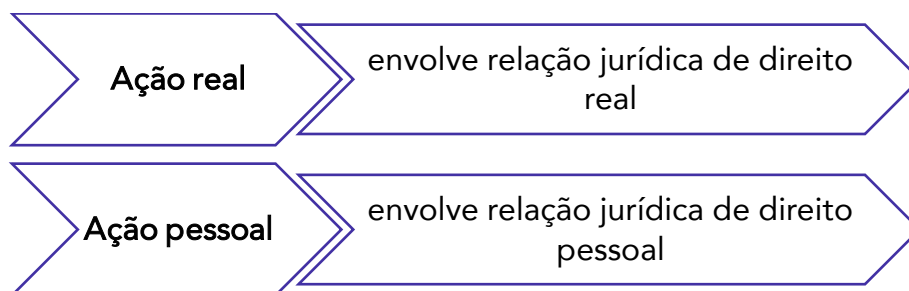 Ação real
envolve relação jurídica de direito
real
Ação pessoal
envolve relação jurídica de direito
pessoal